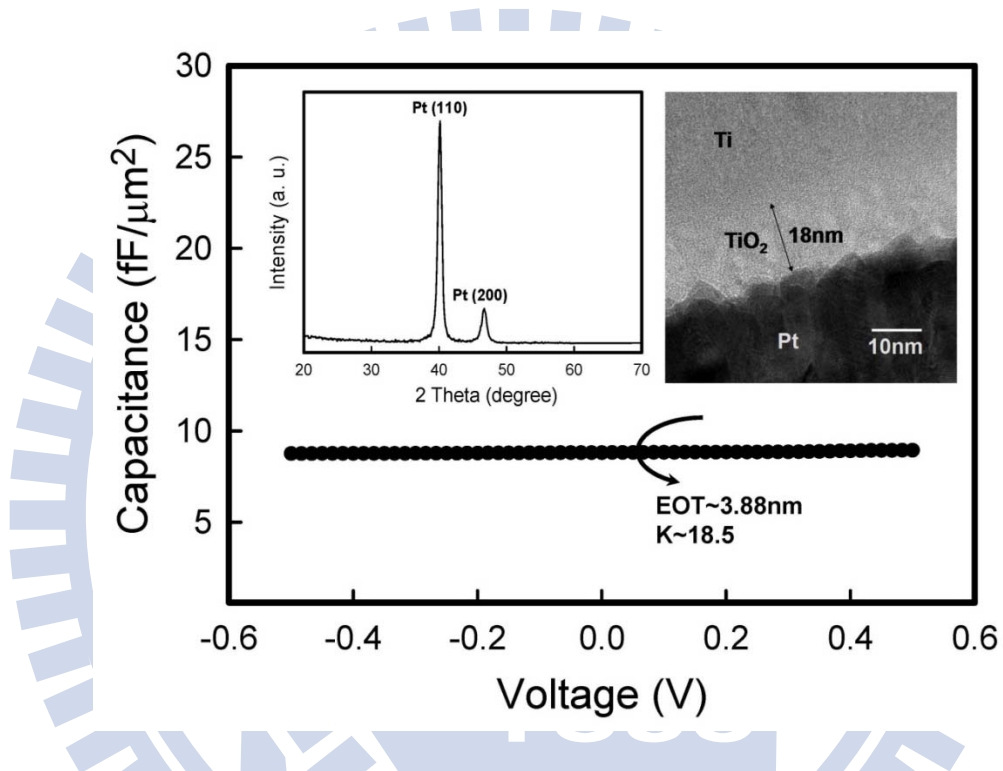 30
25
20
15
10
5
Capacitance (fF/μm²)
-0.6 -0.4 -0.2 0.0 0.2 0.4 0.6
Voltage (V)
Pt (110)
Pt (200)
Intensity (a. u.)
20 30 40 50 60 70
2 Theta (degree)
Ti
TiO₂
18nm
Pt
10nm
EOT~3.88nm
K~18.5